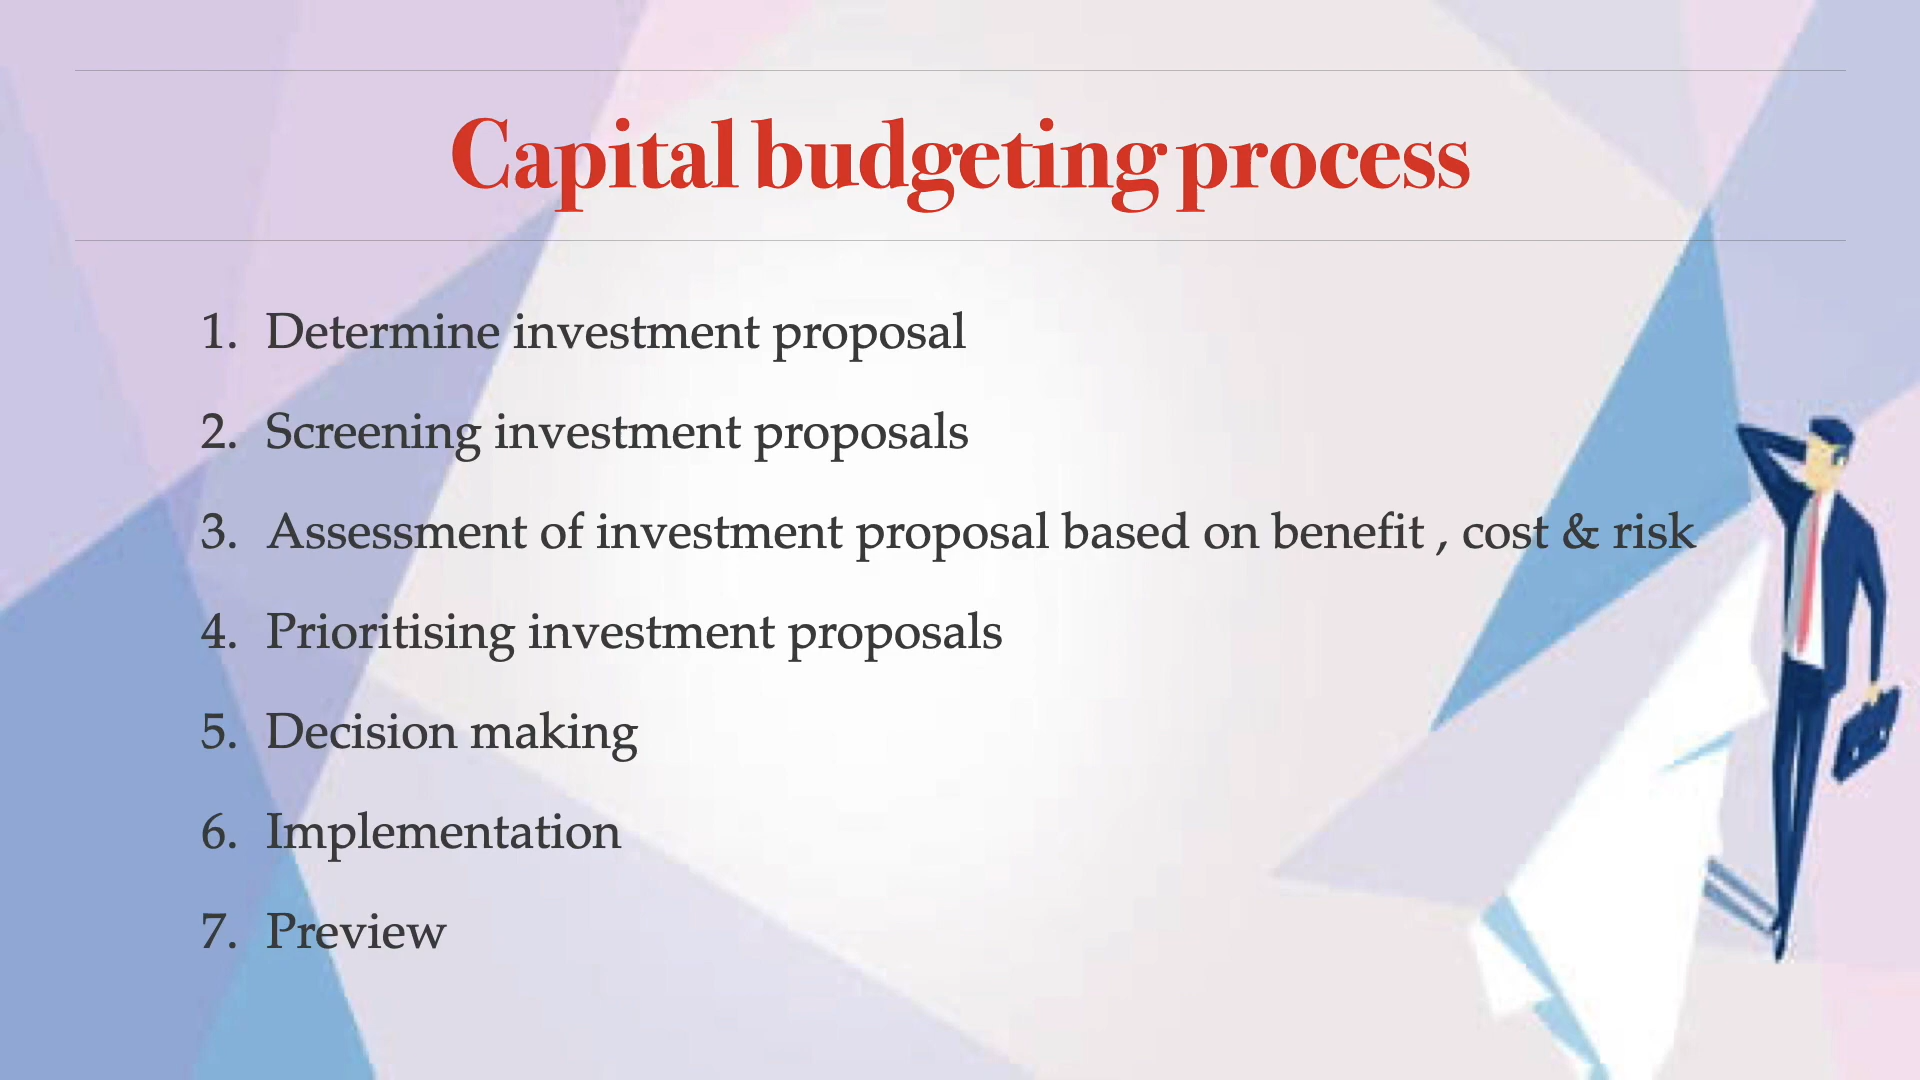 Capital budgeting process
1. Determine investment proposal
2. Screening investment proposals
3. Assessment of investment proposal based on benefit , cost & risk
4. Prioritising investment proposals
5. Decision making
6. Implementation
7. Preview